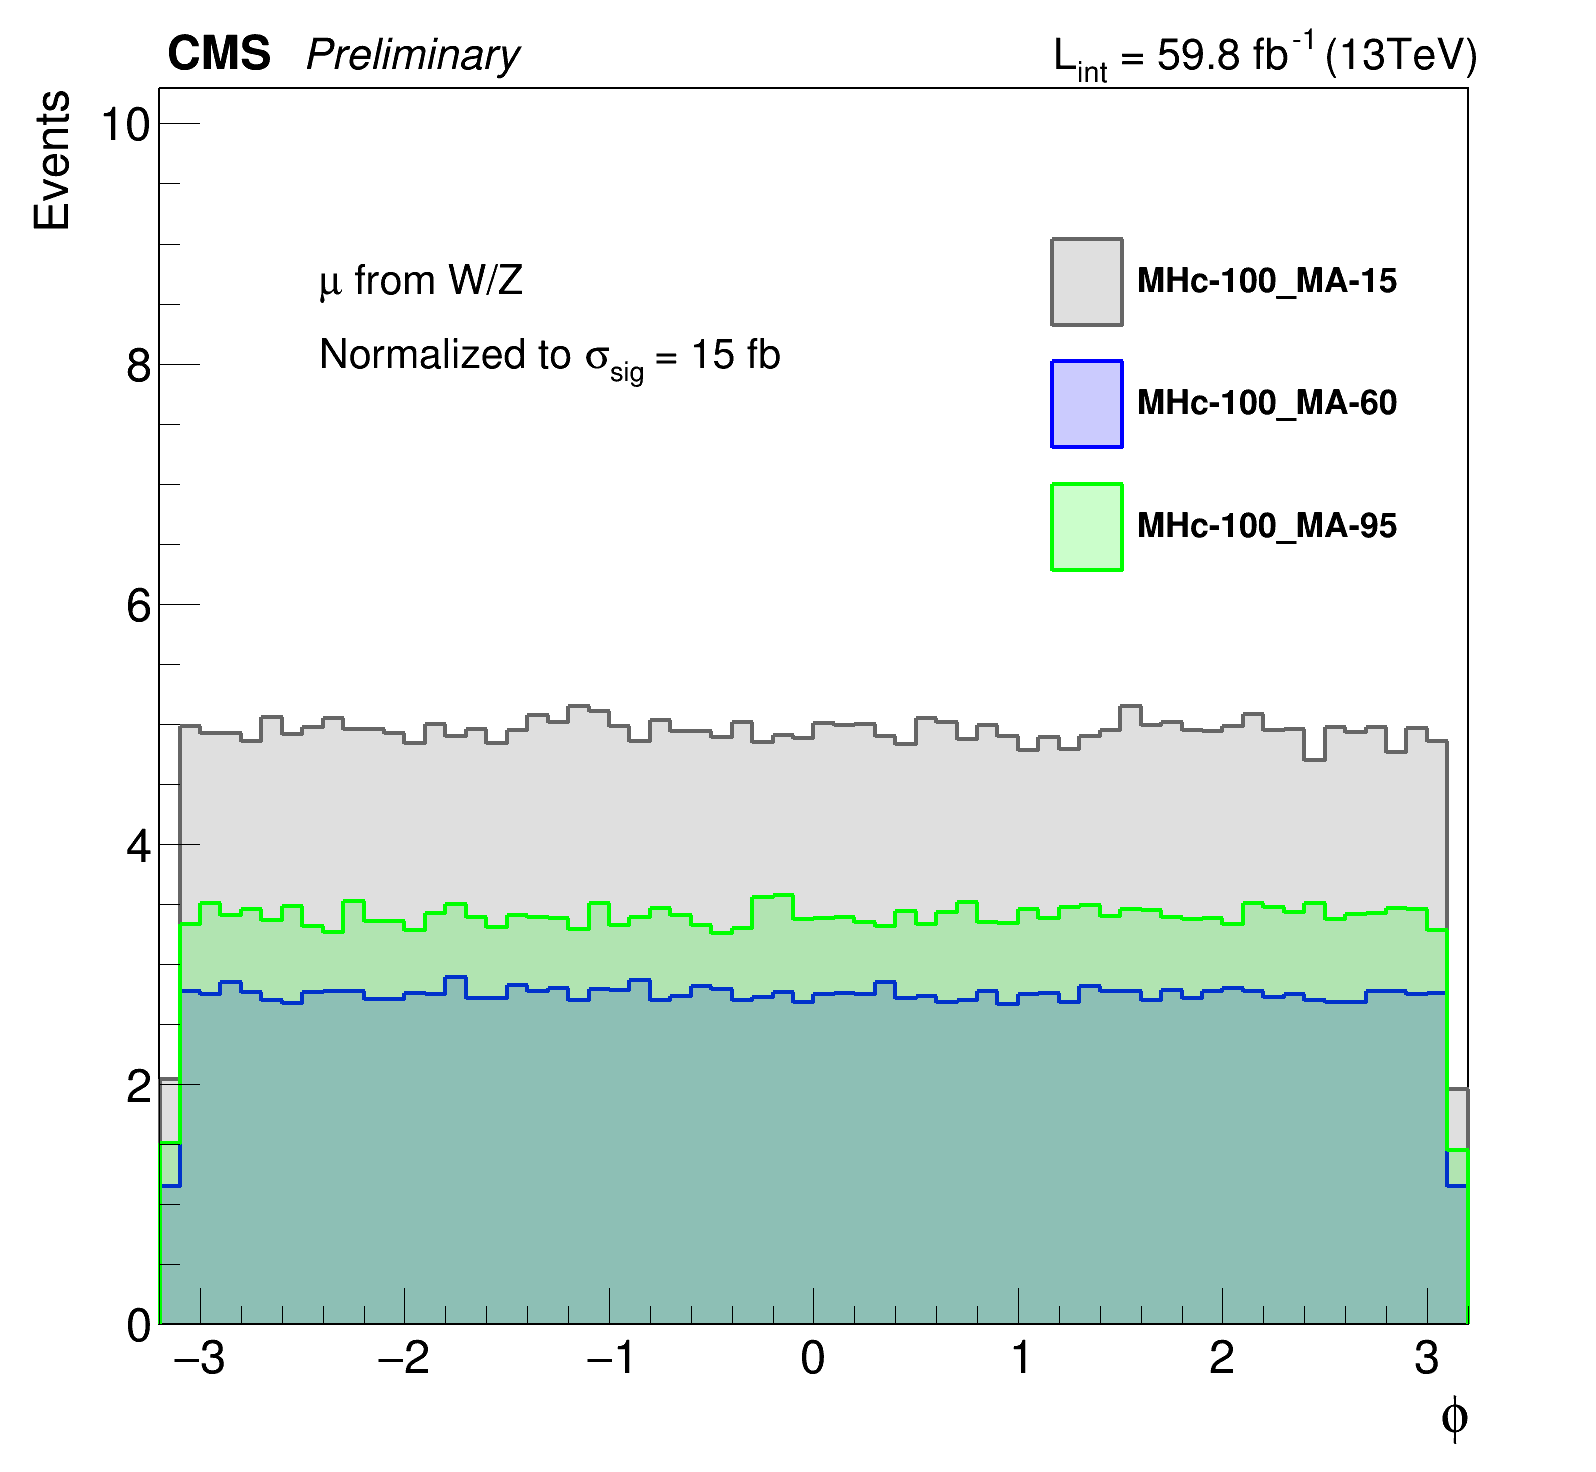 CMS Preliminary
L_int = 59.8 fb^-1 (13TeV)
Events
10
8
6
4
2
0
μ from W/Z
Normalized to σ_sig = 15 fb
MHc-100_MA-15
MHc-100_MA-60
MHc-100_MA-95
−3 −2 −1 0 1 2 3
ϕ